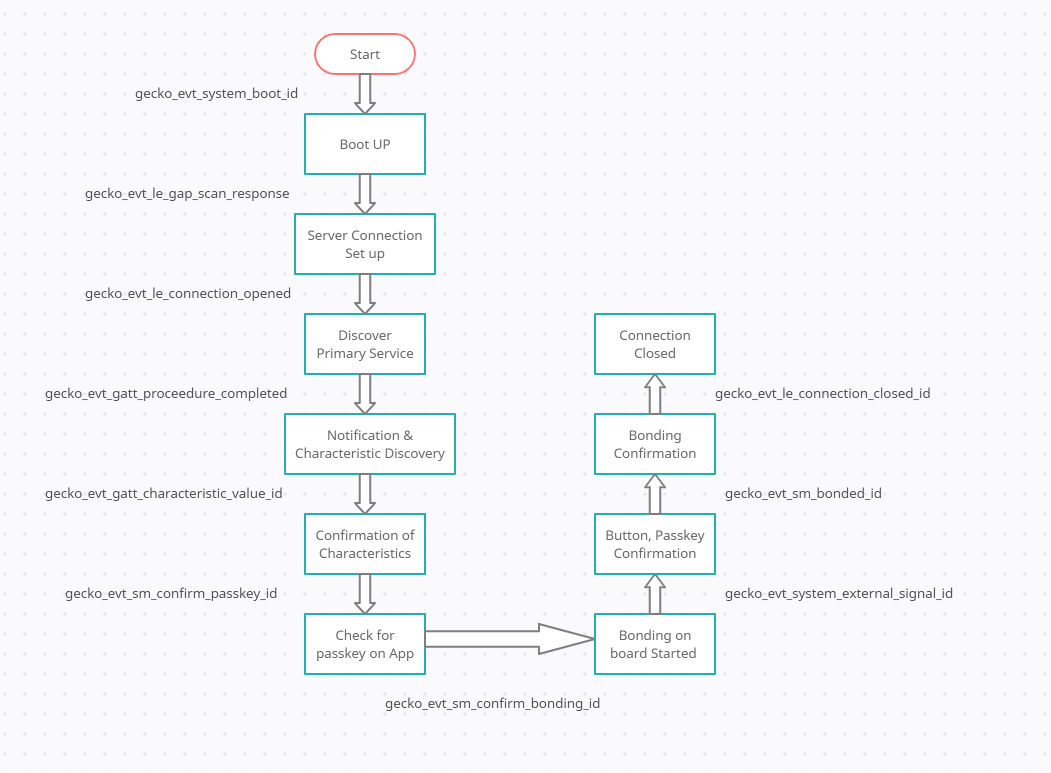 Start
gecko_evt_system_boot_id
Boot UP
gecko_evt_le_gap_scan_response
Server Connection
Set up
gecko_evt_le_connection_opened
Discover
Primary Service
gecko_evt_gatt_proceedure_completed
Notification &
Characteristic Discovery
gecko_evt_gatt_characteristic_value_id
Confirmation of
Characteristics
gecko_evt_sm_confirm_passkey_id
Check for
passkey on App
gecko_evt_sm_confirm_bonding_id
Bonding on
board Started
gecko_evt_system_external_signal_id
Button, Passkey
Confirmation
gecko_evt_sm_bonded_id
Bonding
Confirmation
gecko_evt_le_connection_closed_id
Connection
Closed